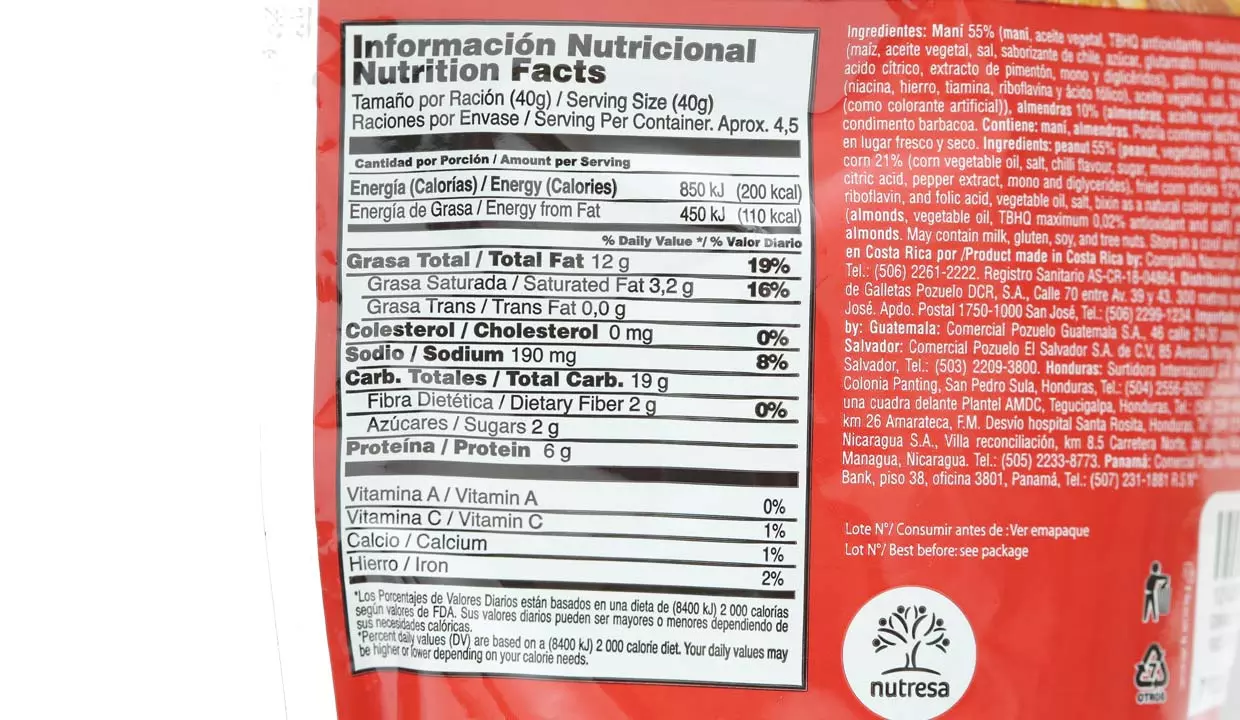 Información Nutricional
Nutrition Facts
Tamaño por Ración (40g) / Serving Size (40g)
Raciones por Envase / Serving Per Container. Aprox. 4,5
Cantidad por Porción / Amount per Serving
Energía (Calorías) / Energy (Calories) 850 kJ (200 kcal)
Energía de Grasa / Energy from Fat 450 kJ (110 kcal)
% Daily Value */ % Valor Diario
Grasa Total / Total Fat 12 g 19%
Grasa Saturada / Saturated Fat 3,2 g 16%
Grasa Trans / Trans Fat 0,0 g
Colesterol / Cholesterol 0 mg 0%
Sodio / Sodium 190 mg 8%
Carb. Totales / Total Carb. 19 g
Fibra Dietética / Dietary Fiber 2 g 0%
Azúcares / Sugars 2 g
Proteína / Protein 6 g
Vitamina A / Vitamin A 0%
Vitamina C / Vitamin C 1%
Calcio / Calcium 1%
Hierro / Iron 2%
*Los Porcentajes de Valores Diarios están basados en una dieta de (8400 kJ) 2 000 calorías
según valores de FDA. Sus valores diarios pueden ser mayores o menores dependiendo de
sus necesidades calóricas.
*Percent daily values (DV) are based on a (8400 kJ) 2 000 calorie diet. Your daily values may
be higher or lower depending on your calorie needs.
Ingredientes: Maní 55% (maní, aceite vegetal, TBHQ antioxidante
(maíz, aceite vegetal, sal, saborizante de chile, azúcar, glutamato
acido cítrico, extracto de pimentón, mono y diglicéridos),
(niacina, hierro, tiamina, riboflavina y ácido fólico), aceite vegetal, sal,
(como colorante artificial)), almendras 10% (almendras, aceite vegetal,
condimento barbacoa. Contiene: maní, almendras. Podría contener
en lugar fresco y seco. Ingredients: peanut 55% (peanut, vegetable oil,
corn 21% (corn vegetable oil, salt, chilli flavour, sugar, monosodium
citric acid, pepper extract, mono and diglycerides), fried corn sticks 12%
riboflavin, and folic acid, vegetable oil, salt, bixin as a natural color and
(almonds, vegetable oil, TBHQ maximum 0,02% antioxidant and salt)
almonds. May contain milk, gluten, soy, and tree nuts. Store in a cool and
en Costa Rica por /Product made in Costa Rica by: Compañía
Tel.: (506) 2261-2222. Registro Sanitario AS-CR-18-04864.
de Galletas Pozuelo DCR, S.A., Calle 70 entre Av. 39 y 43. 300 metros
José. Apdo. Postal 1750-1000 San José, Tel.: (506) 2299-1234.
by: Guatemala: Comercial Pozuelo Guatemala S.A., 46 calle
Salvador: Comercial Pozuelo El Salvador S.A. de C.V, 85 Avenida
Salvador, Tel.: (503) 2209-3800. Honduras: Surtidora
Colonia Panting, San Pedro Sula, Honduras, Tel.: (504)
una cuadra delante Plantel AMDC, Tegucigalpa, Honduras,
km 26 Amarateca, F.M. Desvío hospital Santa Rosita, Honduras,
Nicaragua S.A., Villa reconciliación, km 8.5 Carretera Norte,
Managua, Nicaragua. Tel.: (505) 2233-8773. Panamá:
Bank, piso 38, oficina 3801, Panamá, Tel.: (507) 231-1881
Lote N°/ Consumir antes de :Ver emapaque
Lot N°/ Best before: see package
nutresa
7
OTROS